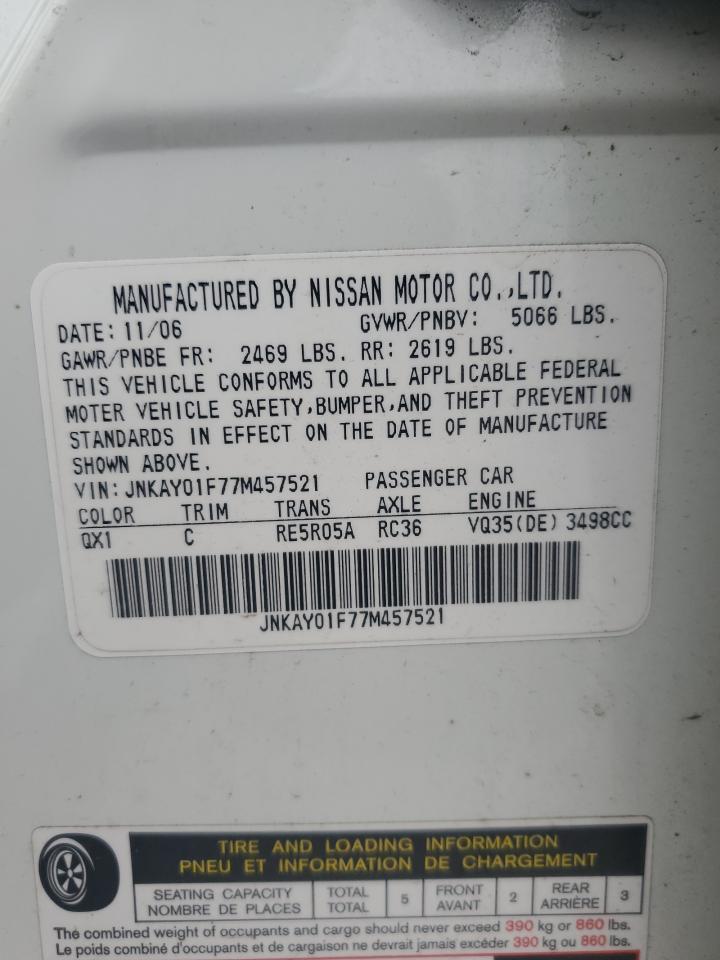 MANUFACTURED BY NISSAN MOTOR CO.,LTD.
DATE: 11/06 GVWR/PNBV: 5066 LBS.
GAWR/PNBE FR: 2469 LBS. RR: 2619 LBS.
THIS VEHICLE CONFORMS TO ALL APPLICABLE FEDERAL
MOTER VEHICLE SAFETY,BUMPER,AND THEFT PREVENTION
STANDARDS IN EFFECT ON THE DATE OF MANUFACTURE
SHOWN ABOVE.
VIN: JNKAY01F77M457521 PASSENGER CAR
COLOR TRIM TRANS AXLE ENGINE
QX1 C RE5R05A RC36 VQ35(DE) 3498CC
JNKAY01F77M457521
TIRE AND LOADING INFORMATION
PNEU ET INFORMATION DE CHARGEMENT
SEATING CAPACITY TOTAL 5 FRONT 2 REAR 3
NOMBRE DE PLACES TOTAL AVANT ARRIÈRE
The combined weight of occupants and cargo should never exceed 390 kg or 860 lbs.
Le poids combiné d'occupants et de cargaison ne devrait jamais excéder 390 kg ou 860 lbs.